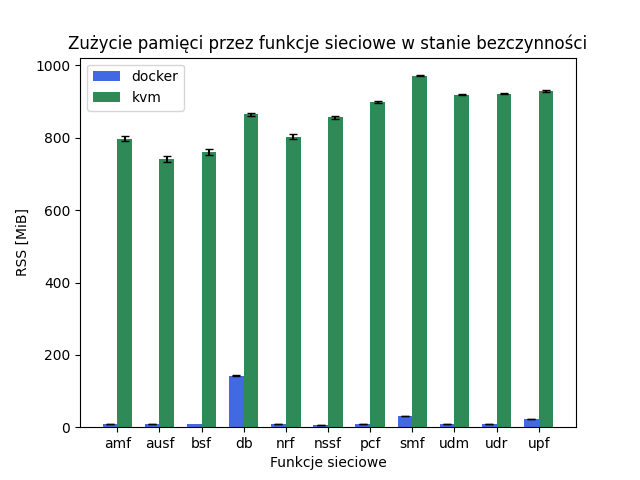 Zużycie pamięci przez funkcje sieciowe w stanie bezczynności
docker
kvm
1000
800
600
400
200
0
RSS [MiB]
amf ausf bsf db nrf nssf pcf smf udm udr upf
Funkcje sieciowe